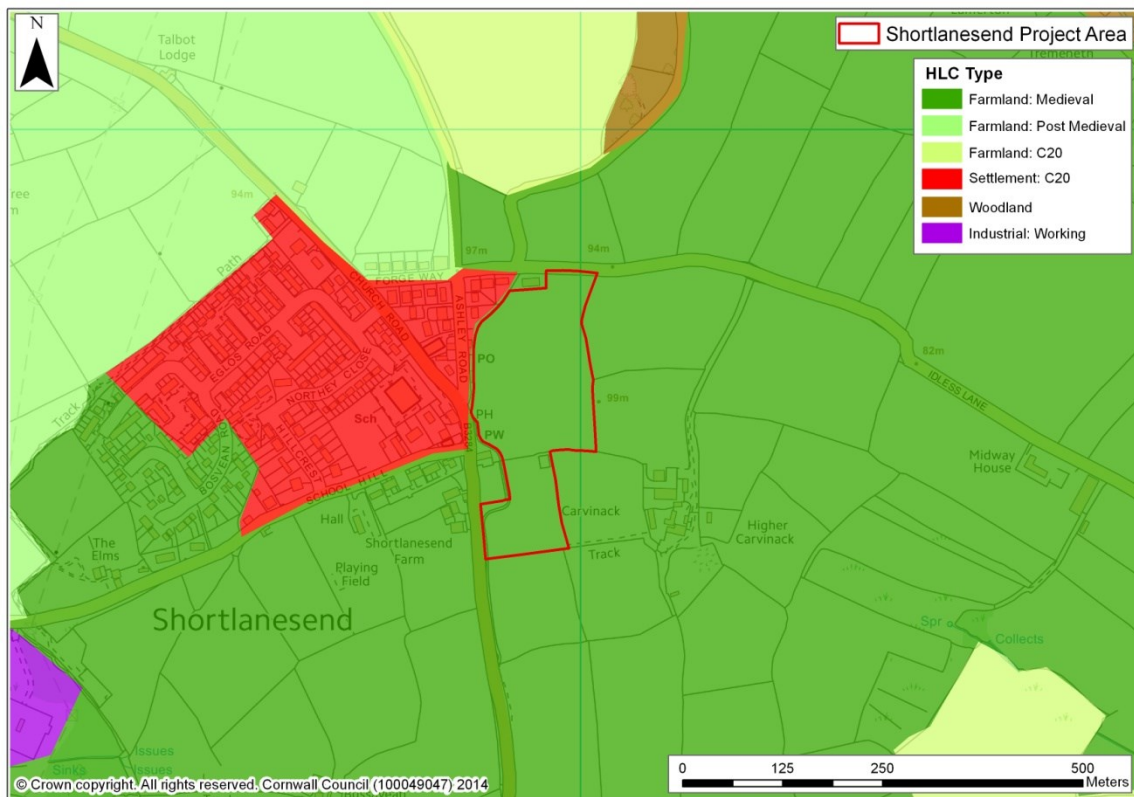 N
Talbot
Lodge
Tremeneth
Shortlanesend Project Area
HLC Type
Farmland: Medieval
Farmland: Post Medieval
Farmland: C20
Settlement: C20
Woodland
Industrial: Working
94m
Path
97m
94m
FORGE WAY
CHURCH ROAD
ASHLEY ROAD
EGLOS ROAD
NORTHEY CLOSE
PO
99m
82m
IDLESS LANE
Track
HILLCREST
Sch
PH
PW
SCHOOL HILL
Midway
House
Hall
Carvinack
The
Elms
Shortlanesend
Farm
Higher
Carvinack
Playing
Field
Track
Shortlanesend
Spr
Collects
Issues
Sinks
Issues
0 125 250 500
Meters
© Crown copyright. All rights reserved. Cornwall Council (100049047) 2014